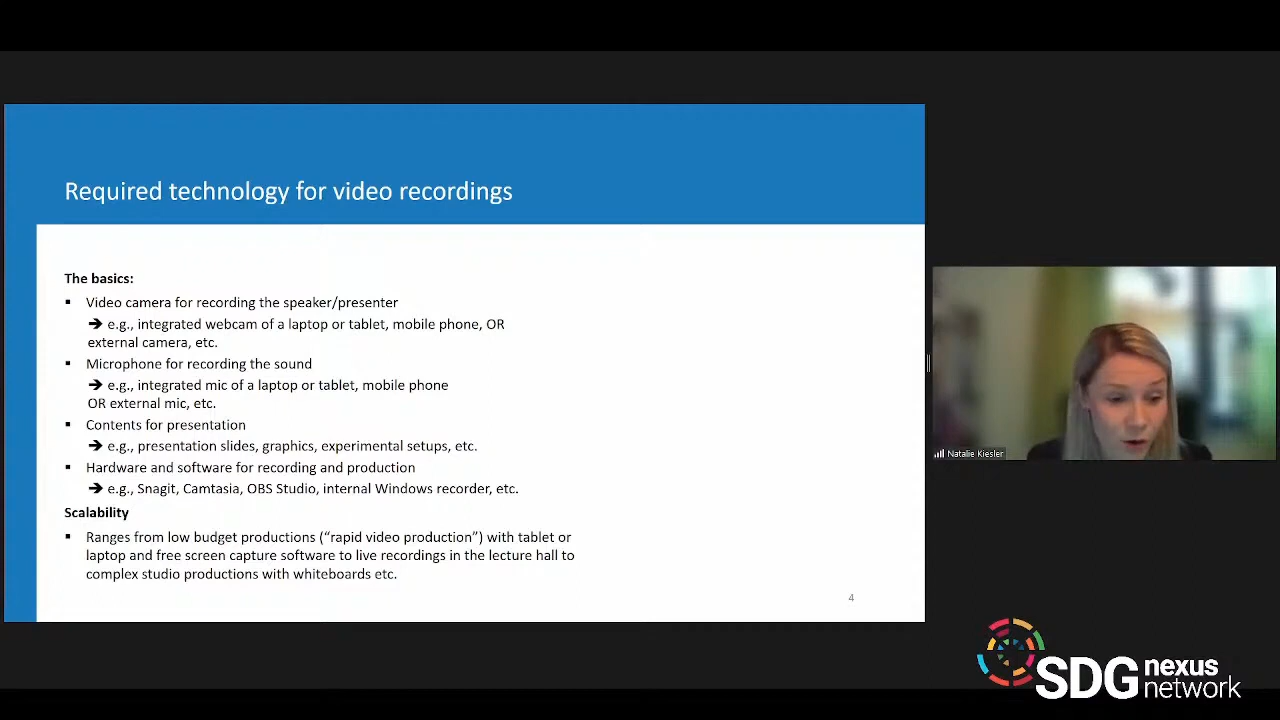 Required technology for video recordings
The basics:
▪ Video camera for recording the speaker/presenter
➔ e.g., integrated webcam of a laptop or tablet, mobile phone, OR
external camera, etc.
▪ Microphone for recording the sound
➔ e.g., integrated mic of a laptop or tablet, mobile phone
OR external mic, etc.
▪ Contents for presentation
➔ e.g., presentation slides, graphics, experimental setups, etc.
▪ Hardware and software for recording and production
➔ e.g., Snagit, Camtasia, OBS Studio, internal Windows recorder, etc.
Scalability
▪ Ranges from low budget productions (“rapid video production”) with tablet or
laptop and free screen capture software to live recordings in the lecture hall to
complex studio productions with whiteboards etc.
4
Natalie Kiesler
SDG nexus
network